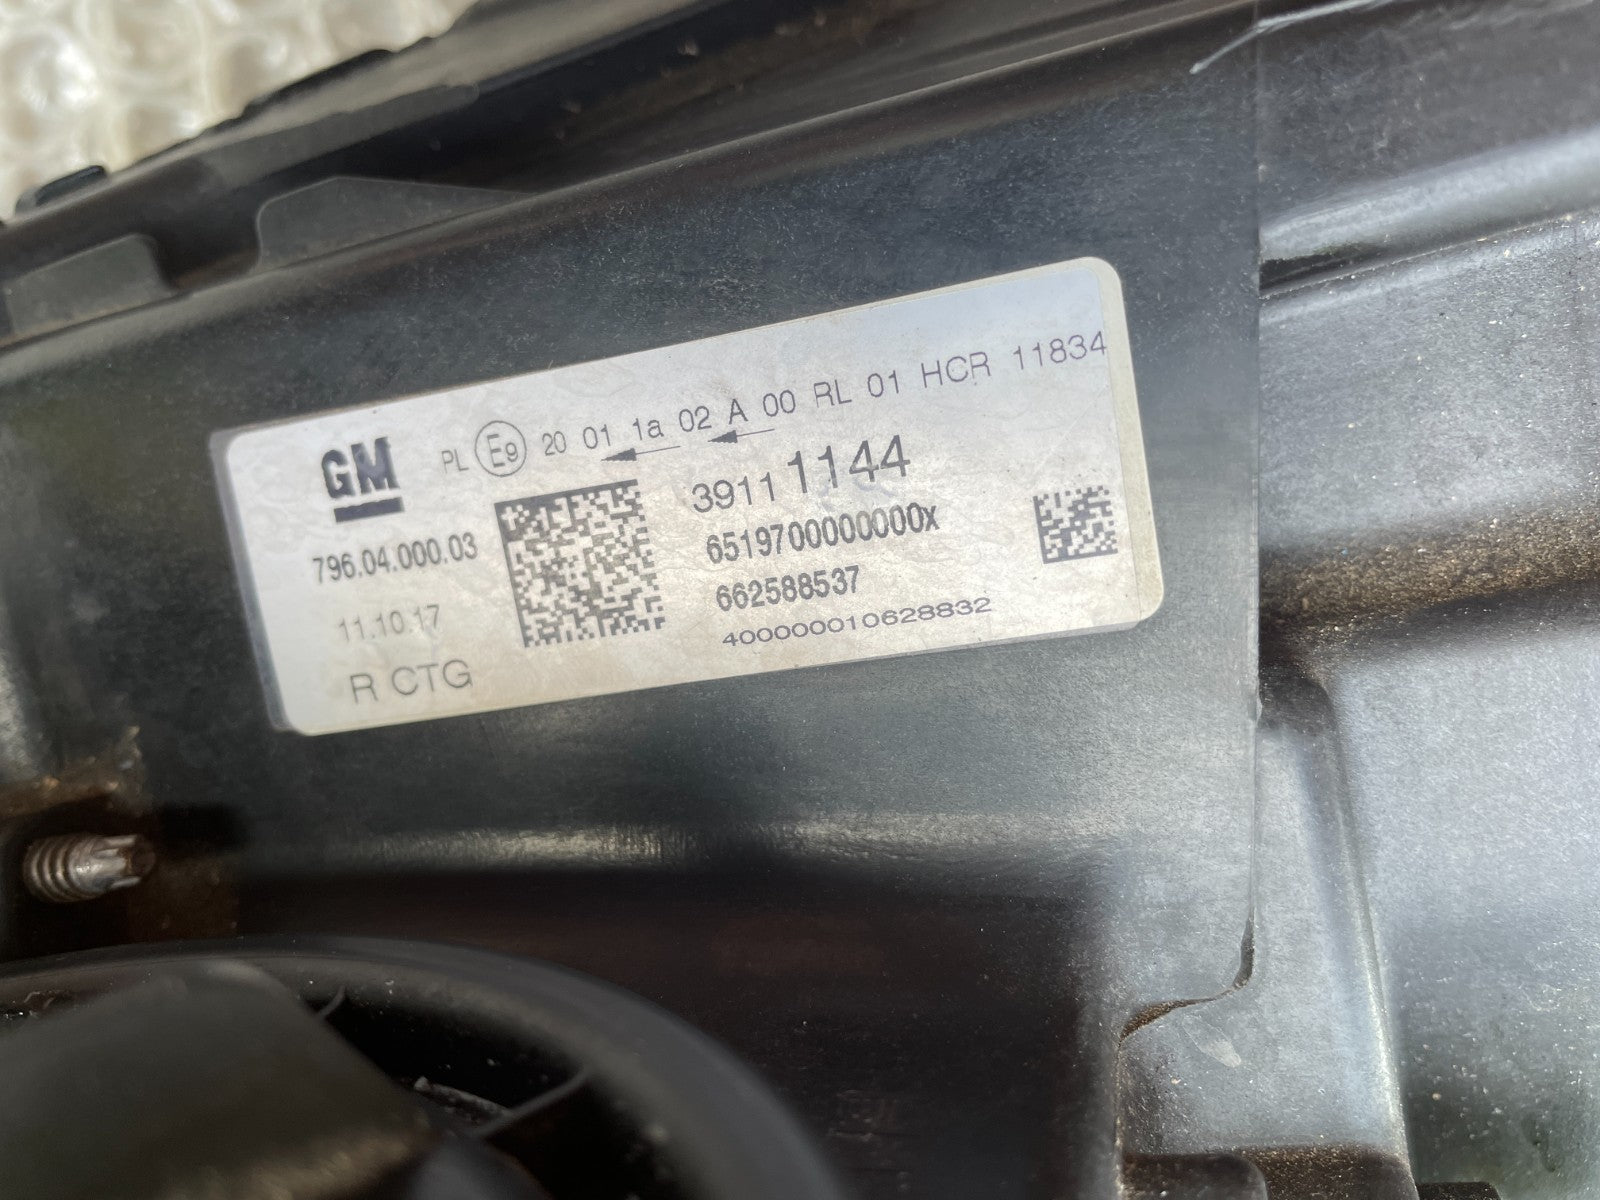 GM
PL E9 20 01 1a 02 A 00 RL 01 HCR 11834
39111144
796.04.000.03
6519700000000x
11.10.17
662588537
R CTG
400000010628832